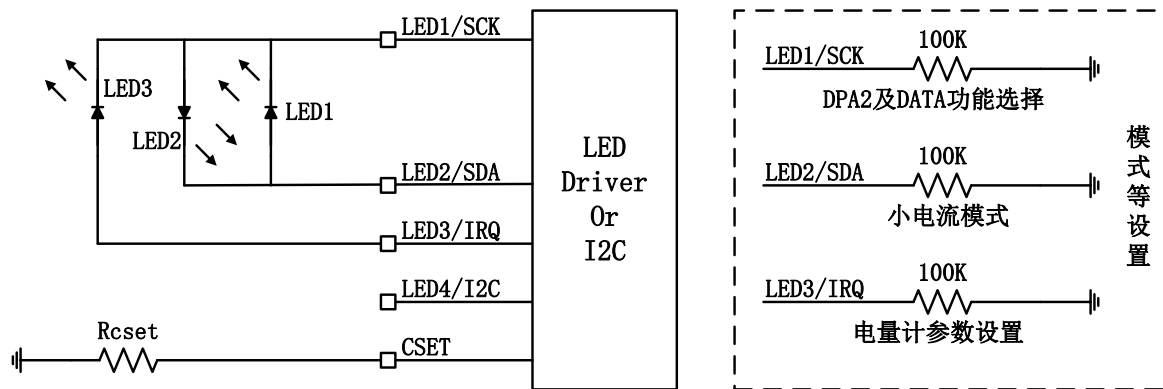 LED1/SCK
LED3
LED2
LED1
LED2/SDA
LED3/IRQ
LED4/I2C
Rcset
CSET
LED
Driver
Or
I2C
LED1/SCK
100K
DPA2及DATA功能选择
LED2/SDA
100K
小电流模式
LED3/IRQ
100K
电量计参数设置
模式等设置